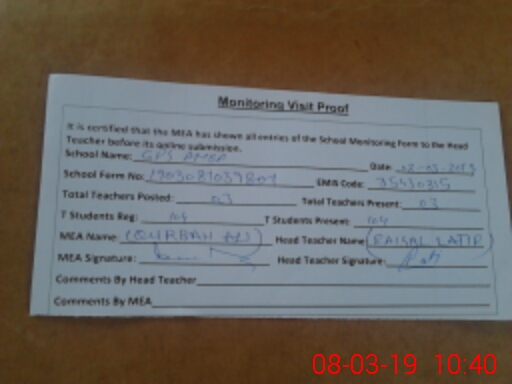 Monitoring Visit Proof
It is certified that the MEA has shown all entries of the School Monitoring Form to the Head
Teacher before its online submission.
School Name: GPS Date:
School Form No: EMIS Code:
Total Teachers Posted: 03 Total Teachers Present: 03
T Students Reg: 104 T Students Present: 104
MEA Name: (QURBAN ALI) Head Teacher Name (FAISAL LATIF)
MEA Signature: Head Teacher Signature:
Comments By Head Teacher
Comments By MEA
08-03-19 10:40